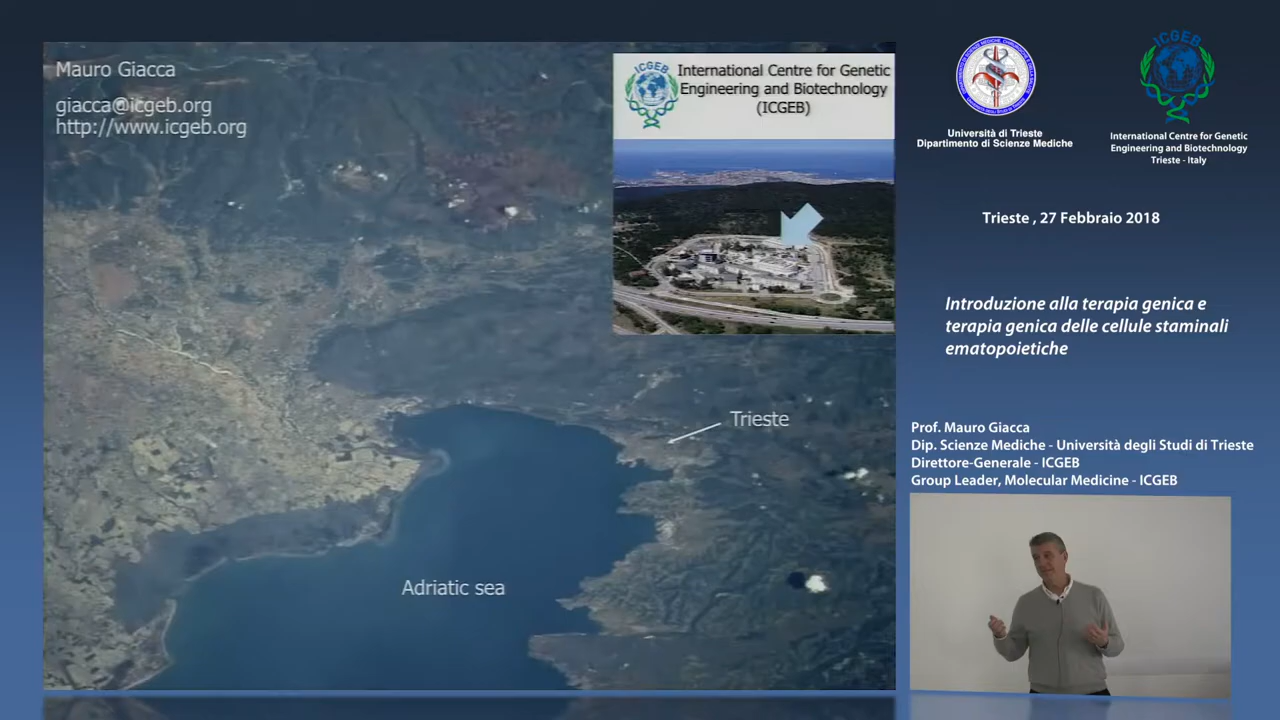 Mauro Giacca
giacca@icgeb.org
http://www.icgeb.org
ICGEB
International Centre for Genetic
Engineering and Biotechnology
(ICGEB)
Trieste
Adriatic sea
Università di Trieste
Dipartimento di Scienze Mediche
ICGEB
International Centre for Genetic
Engineering and Biotechnology
Trieste - Italy
Trieste , 27 Febbraio 2018
Introduzione alla terapia genica e
terapia genica delle cellule staminali
ematopoietiche
Prof. Mauro Giacca
Dip. Scienze Mediche - Università degli Studi di Trieste
Direttore-Generale - ICGEB
Group Leader, Molecular Medicine - ICGEB